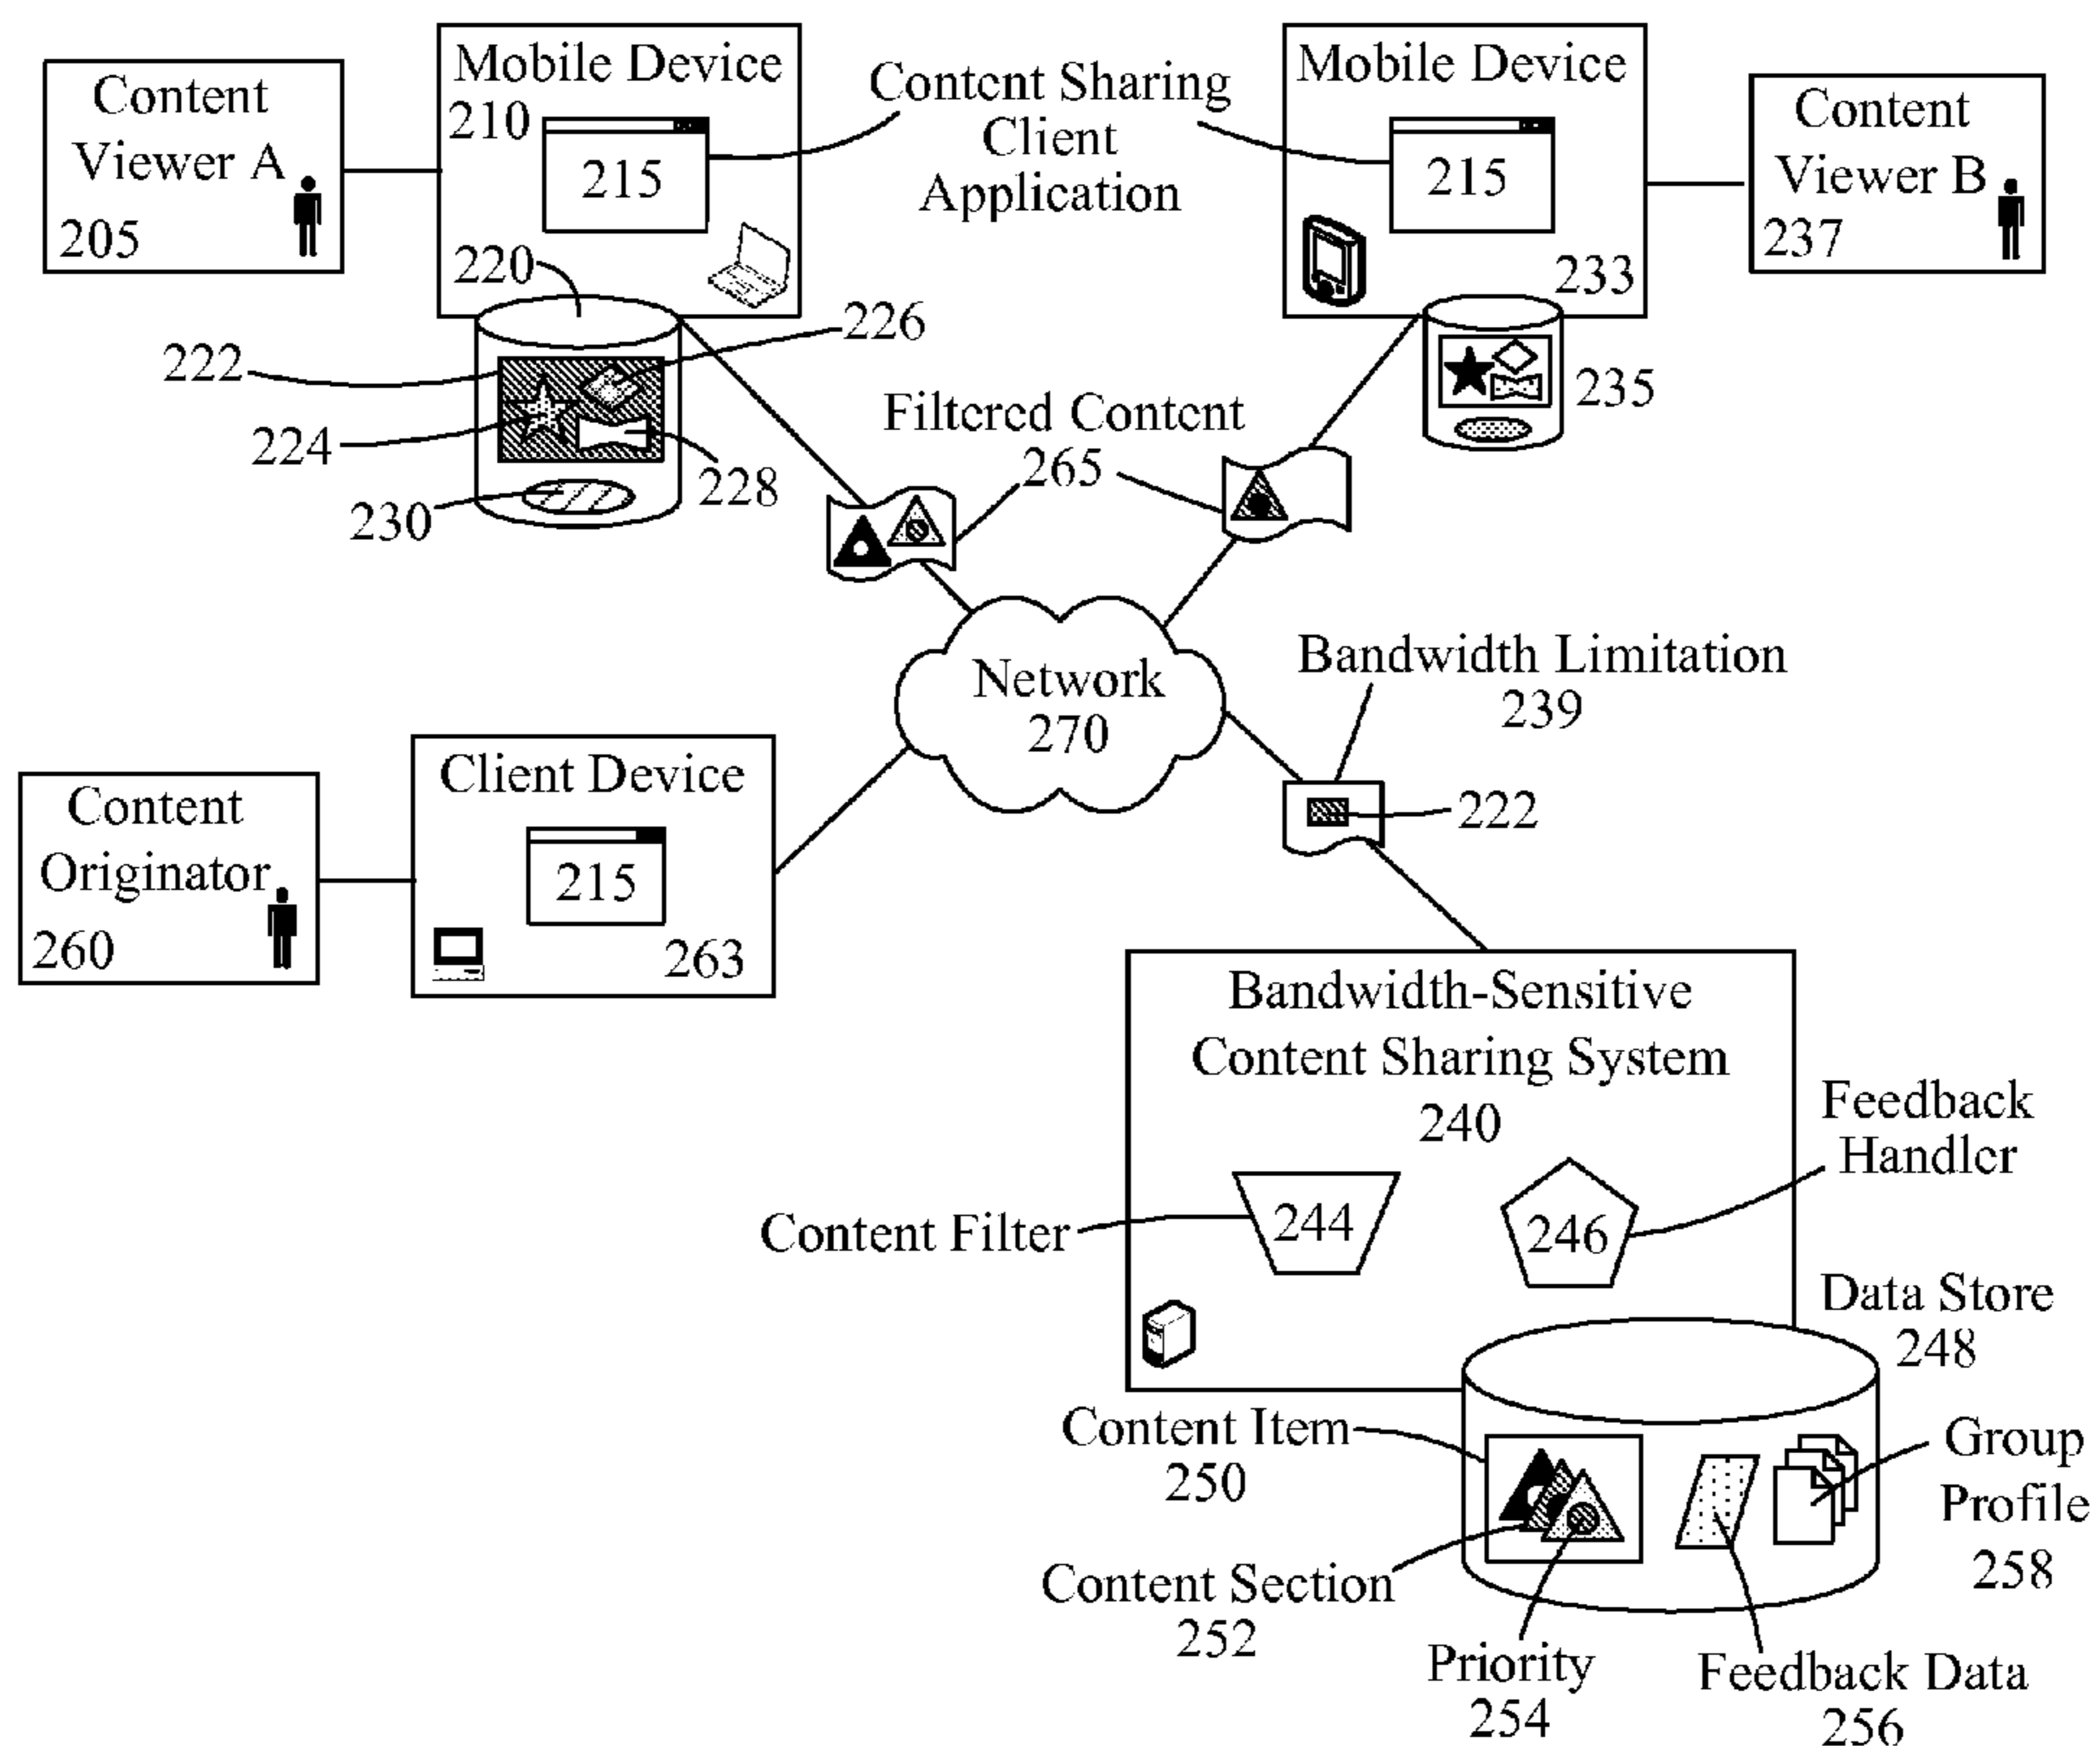 Content
Viewer A
205
Mobile Device
210
215
220
Content Sharing
Client
Application
Mobile Device
215
233
Content
Viewer B
237
222
224
226
228
230
235
Filtered Content
265
Network
270
Bandwidth Limitation
239
222
Content
Originator
260
Client Device
215
263
Bandwidth-Sensitive
Content Sharing System
240
Content Filter
244
246
Feedback
Handler
Data Store
248
Content Item
250
Content Section
252
Priority
254
Feedback Data
256
Group
Profile
258